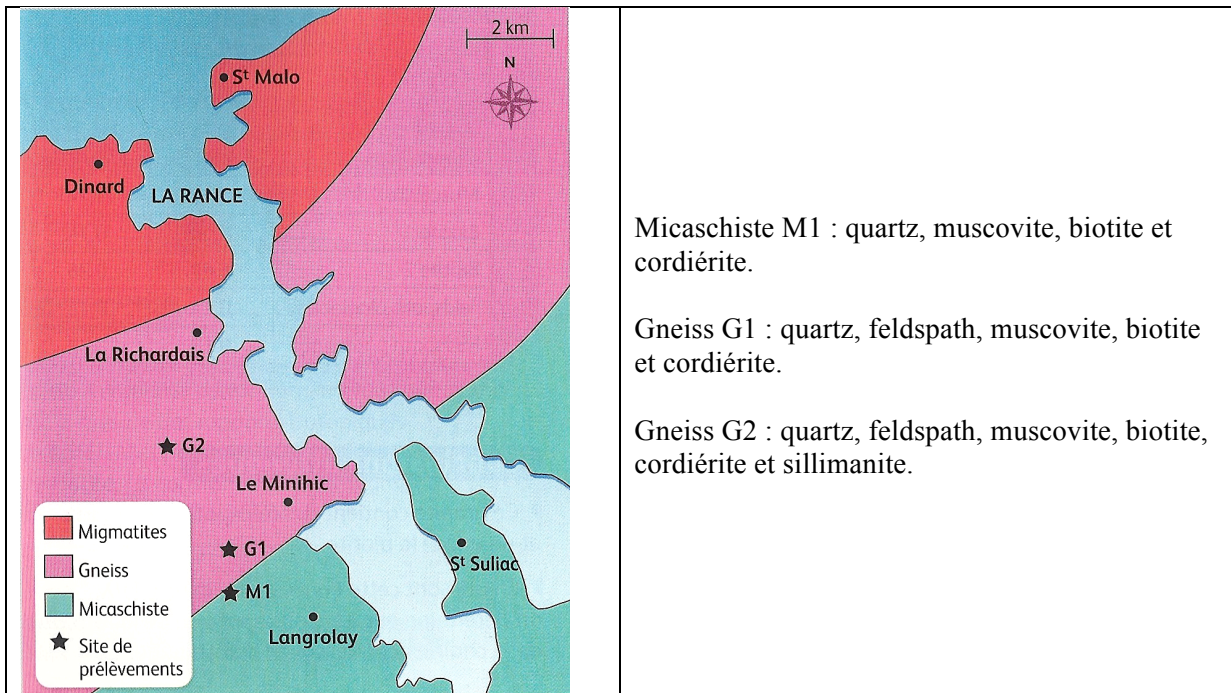 2 km
N
St Malo
Dinard
LA RANCE
La Richardais
G2
Le Minihic
G1
St Suliac
M1
Langrolay
Migmatites
Gneiss
Micaschiste
Site de
prélèvements
Micaschiste M1 : quartz, muscovite, biotite et
cordiérite.
Gneiss G1 : quartz, feldspath, muscovite, biotite
et cordiérite.
Gneiss G2 : quartz, feldspath, muscovite, biotite,
cordiérite et sillimanite.